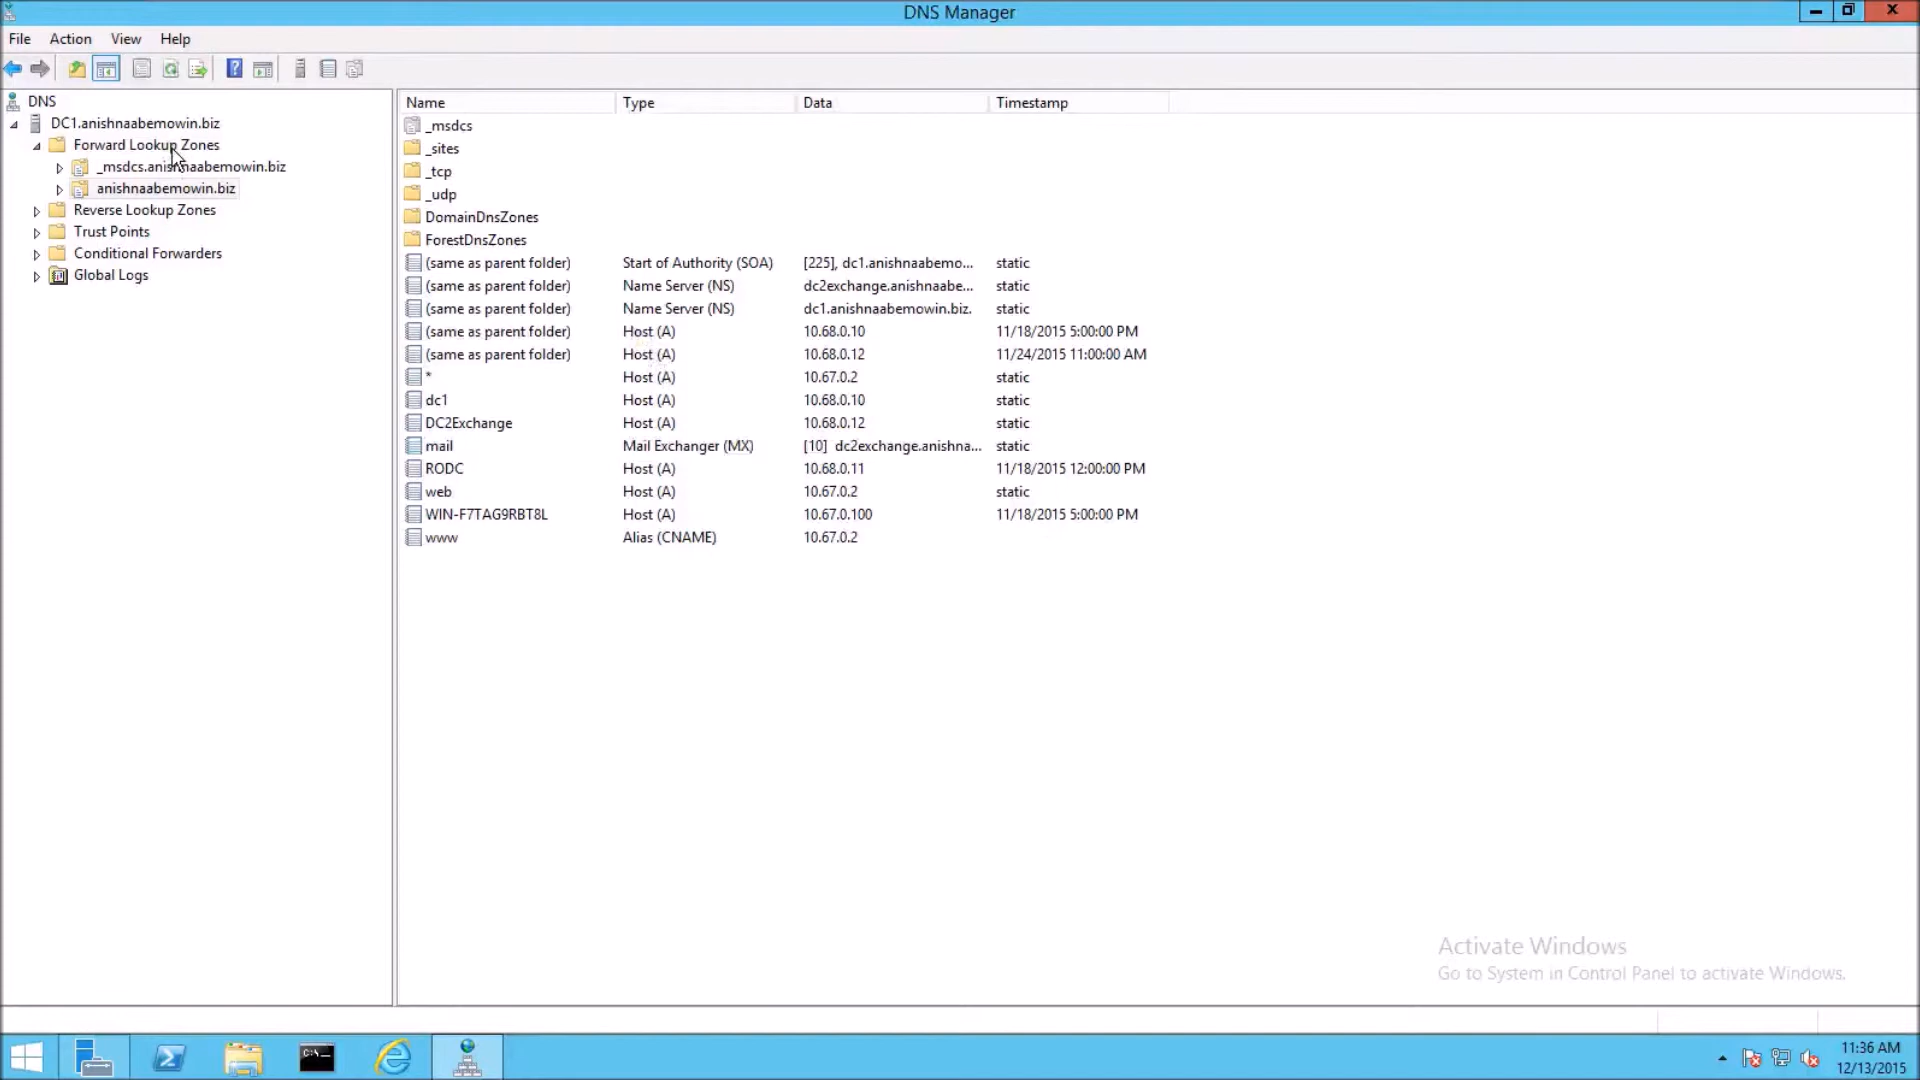 DNS Manager
File Action View Help
DNS
DC1.anishnaabemowin.biz
Forward Lookup Zones
_msdcs.anishnaabemowin.biz
anishnaabemowin.biz
Reverse Lookup Zones
Trust Points
Conditional Forwarders
Global Logs
Name Type Data Timestamp
_msdcs
_sites
_tcp
_udp
DomainDnsZones
ForestDnsZones
(same as parent folder) Start of Authority (SOA) [225], dc1.anishnaabemo... static
(same as parent folder) Name Server (NS) dc2exchange.anishnaabe... static
(same as parent folder) Name Server (NS) dc1.anishnaabemowin.biz. static
(same as parent folder) Host (A) 10.68.0.10 11/18/2015 5:00:00 PM
(same as parent folder) Host (A) 10.68.0.12 11/24/2015 11:00:00 AM
* Host (A) 10.67.0.2 static
dc1 Host (A) 10.68.0.10 static
DC2Exchange Host (A) 10.68.0.12 static
mail Mail Exchanger (MX) [10] dc2exchange.anishna... static
RODC Host (A) 10.68.0.11 11/18/2015 12:00:00 PM
web Host (A) 10.67.0.2 static
WIN-F7TAG9RBT8L Host (A) 10.67.0.100 11/18/2015 5:00:00 PM
www Alias (CNAME) 10.67.0.2
Activate Windows
Go to System in Control Panel to activate Windows.
11:36 AM
12/13/2015